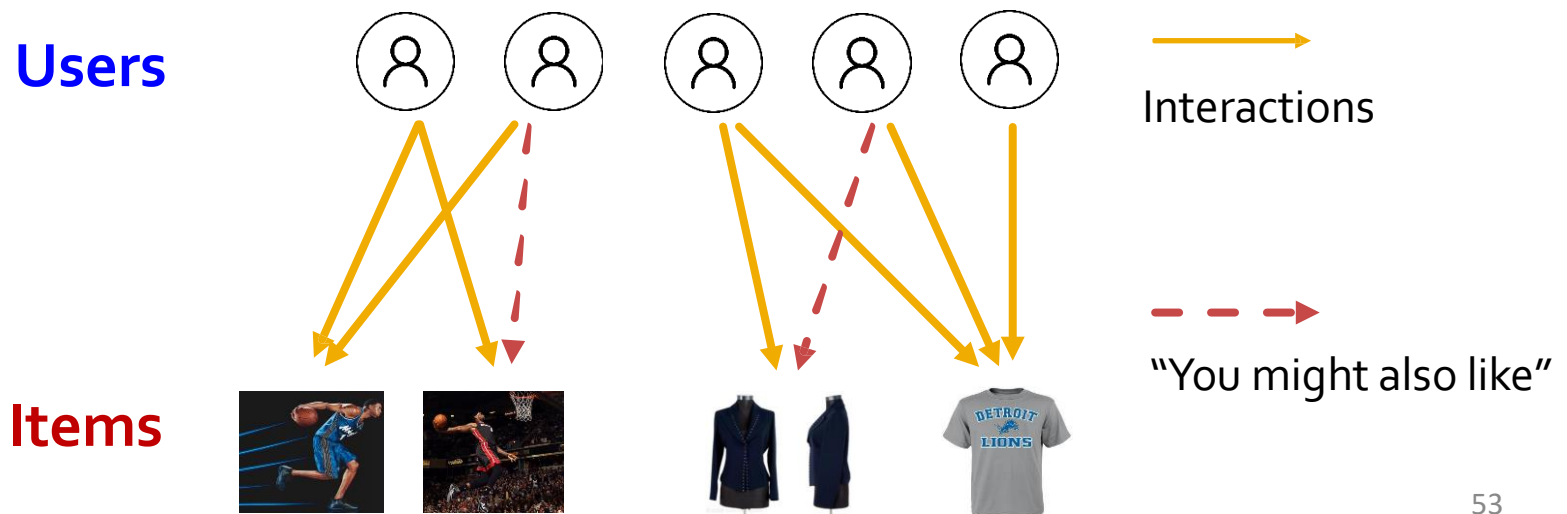 Users
Interactions
“You might also like”
Items
DETROIT
LIONS
53